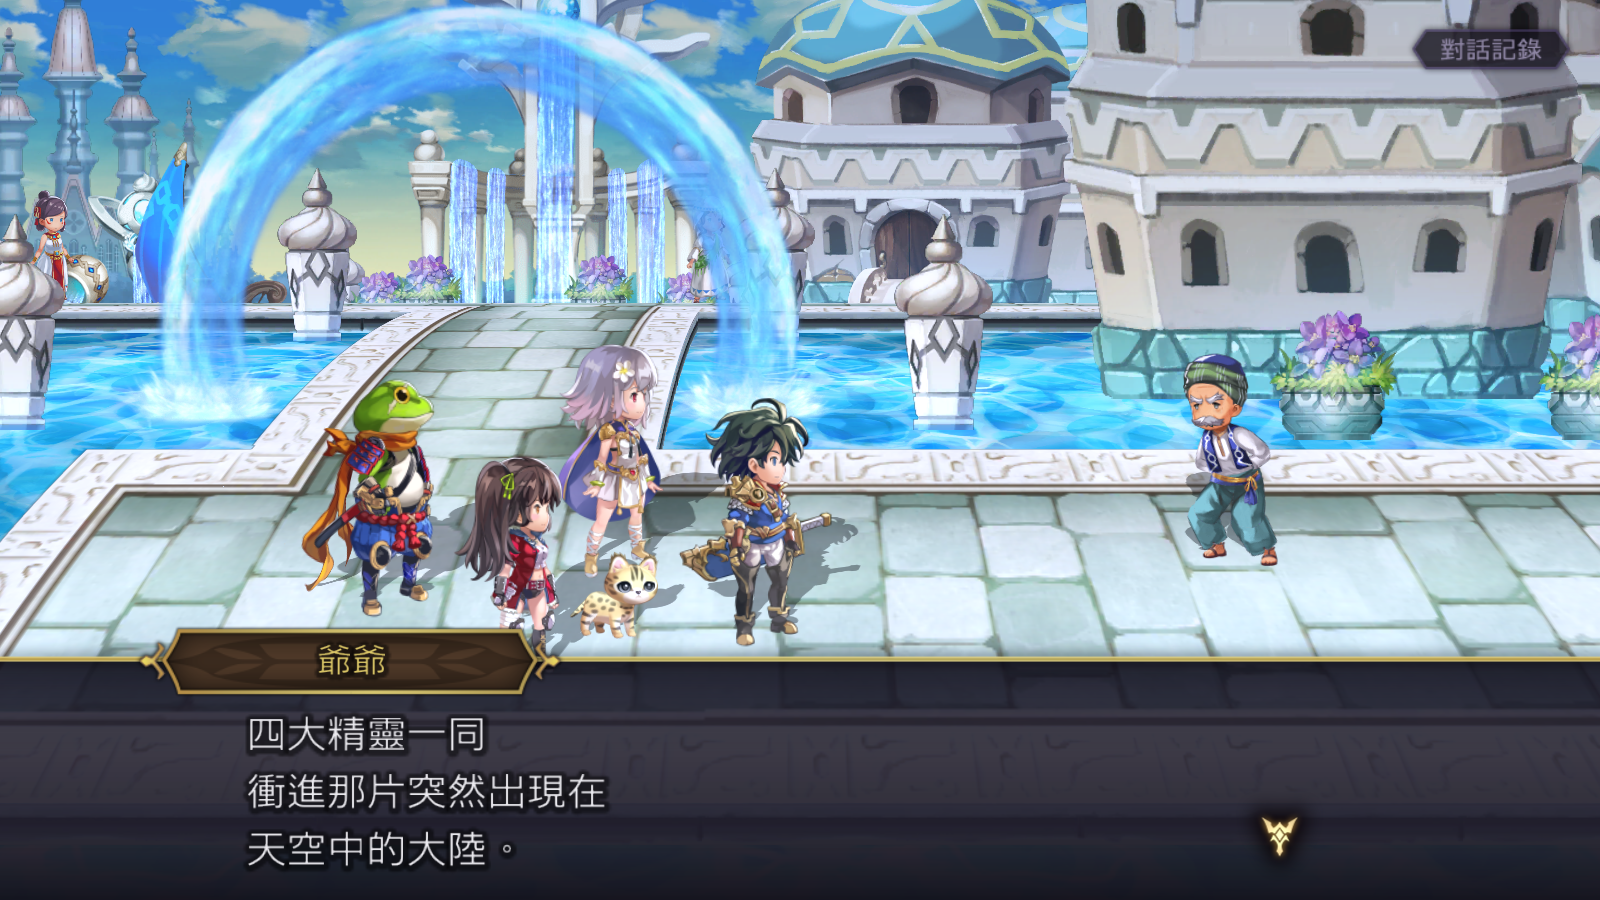 對話記錄
爺爺
四大精靈一同
衝進那片突然出現在
天空中的大陸。